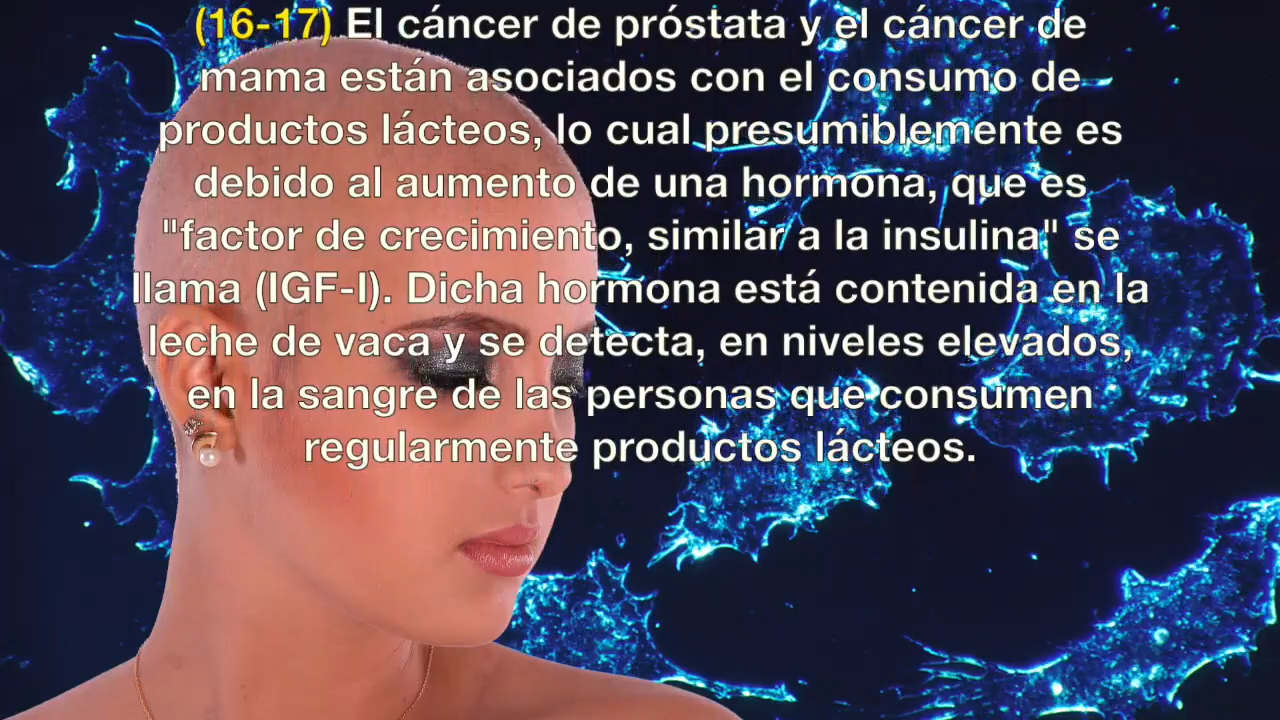 (16-17) El cáncer de próstata y el cáncer de
mama están asociados con el consumo de
productos lácteos, lo cual presumiblemente es
debido al aumento de una hormona, que es
"factor de crecimiento, similar a la insulina" se
llama (IGF-I). Dicha hormona está contenida en la
leche de vaca y se detecta, en niveles elevados,
en la sangre de las personas que consumen
regularmente productos lácteos.